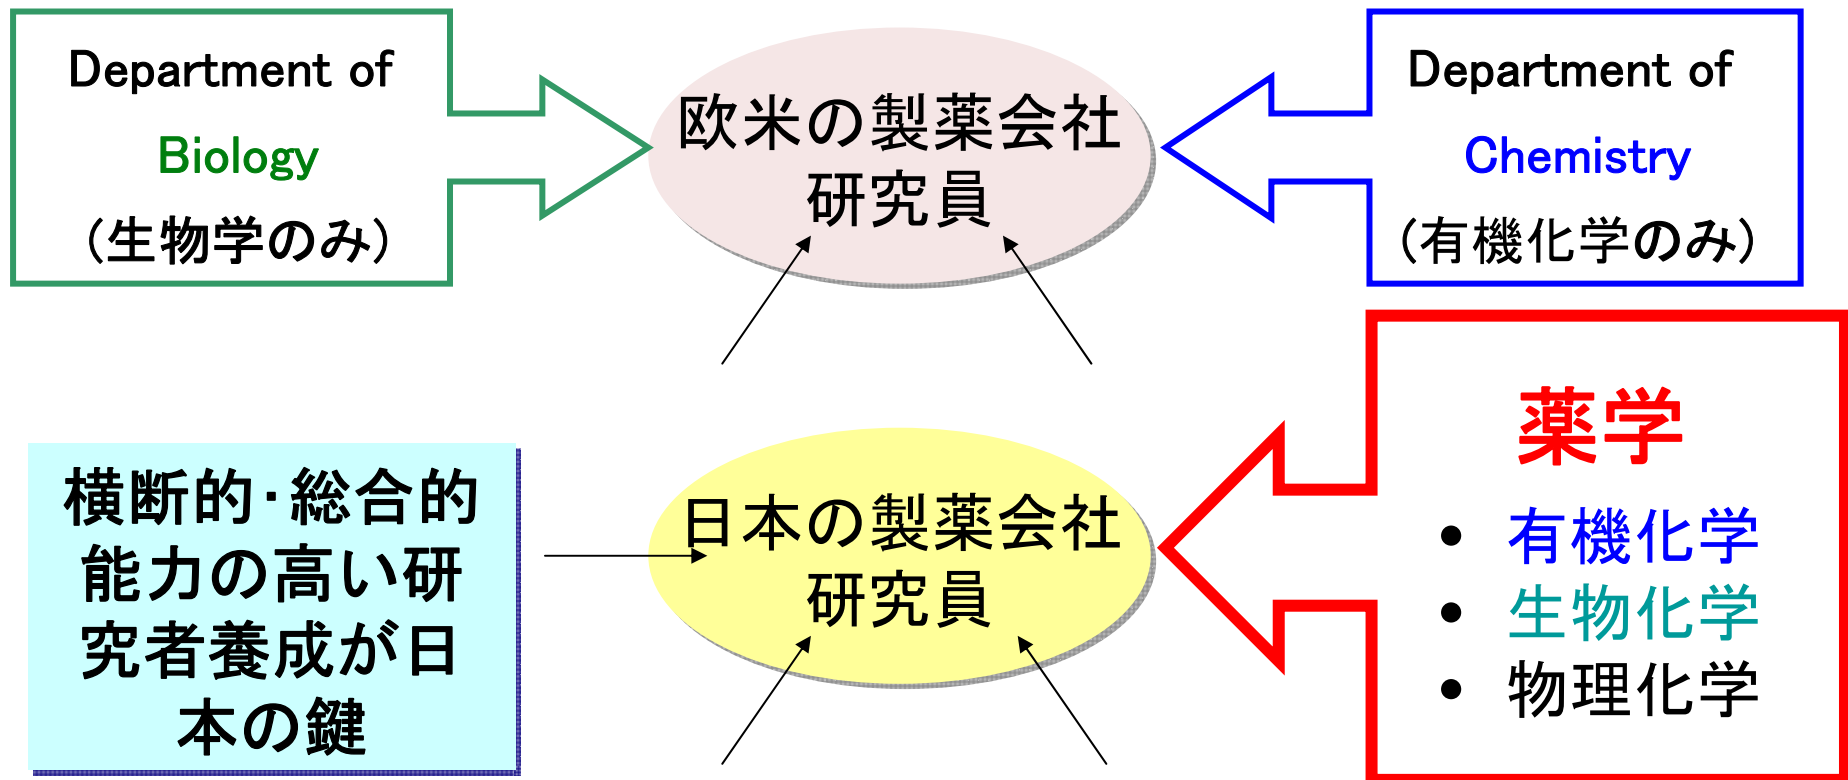 Department of
Biology
(生物学のみ)
欧米の製薬会社
研究員
Department of
Chemistry
(有機化学のみ)
横断的･総合的
能力の高い研
究者養成が日
本の鍵
日本の製薬会社
研究員
薬学
• 有機化学
• 生物化学
• 物理化学